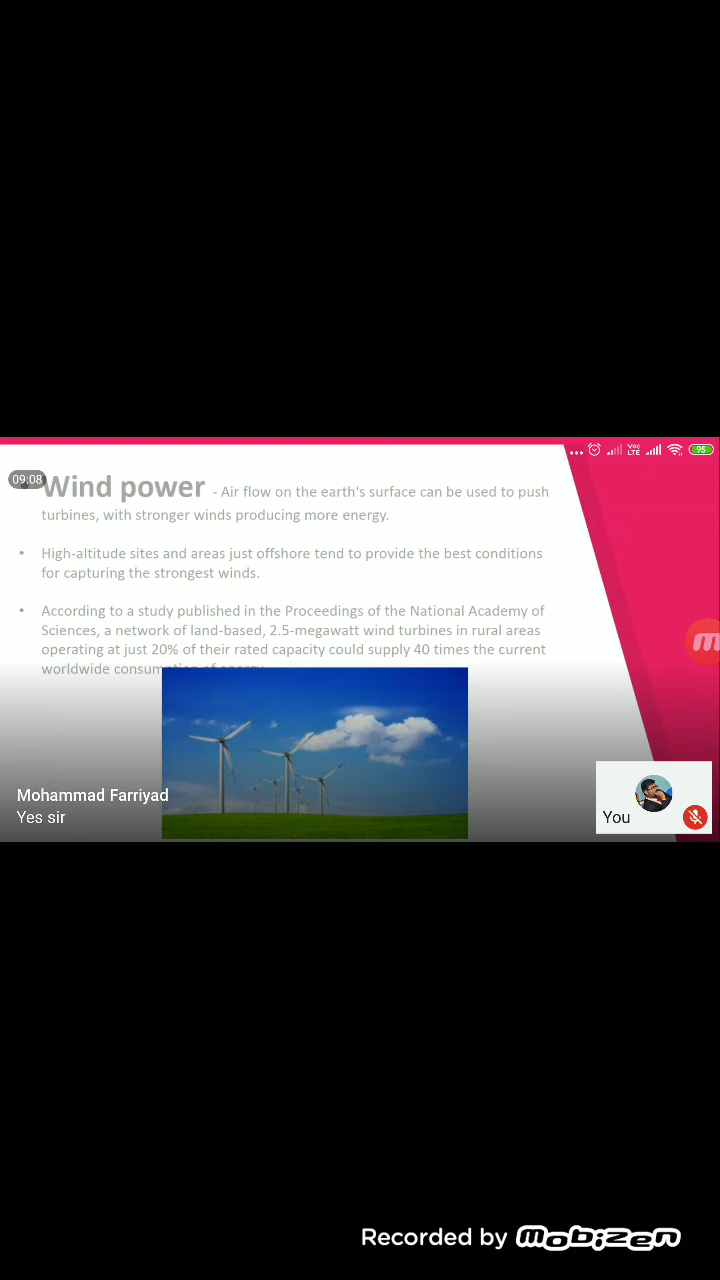 95
09:08
Wind power - Air flow on the earth's surface can be used to push
turbines, with stronger winds producing more energy.
• High-altitude sites and areas just offshore tend to provide the best conditions
for capturing the strongest winds.
• According to a study published in the Proceedings of the National Academy of
Sciences, a network of land-based, 2.5-megawatt wind turbines in rural areas
operating at just 20% of their rated capacity could supply 40 times the current
worldwide consumption of energy.
Mohammad Farriyad
Yes sir
You
Recorded by mobizen